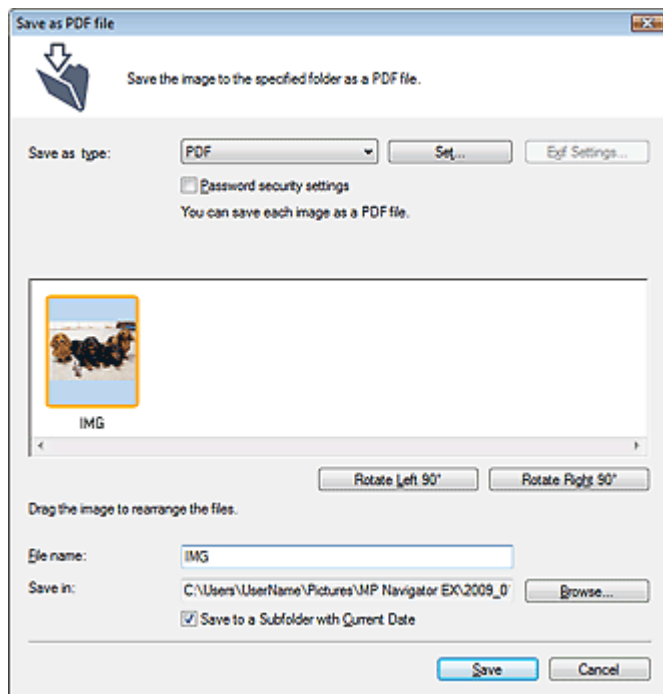 Save as PDF file
Save the image to the specified folder as a PDF file.
Save as type: PDF Set... Exif Settings...
Password security settings
You can save each image as a PDF file.
IMG
Rotate Left 90° Rotate Right 90°
Drag the image to rearrange the files.
File name: IMG
Save in: C:\Users\UserName\Pictures\MP Navigator EX\2009_0 Browse...
Save to a Subfolder with Current Date
Save Cancel